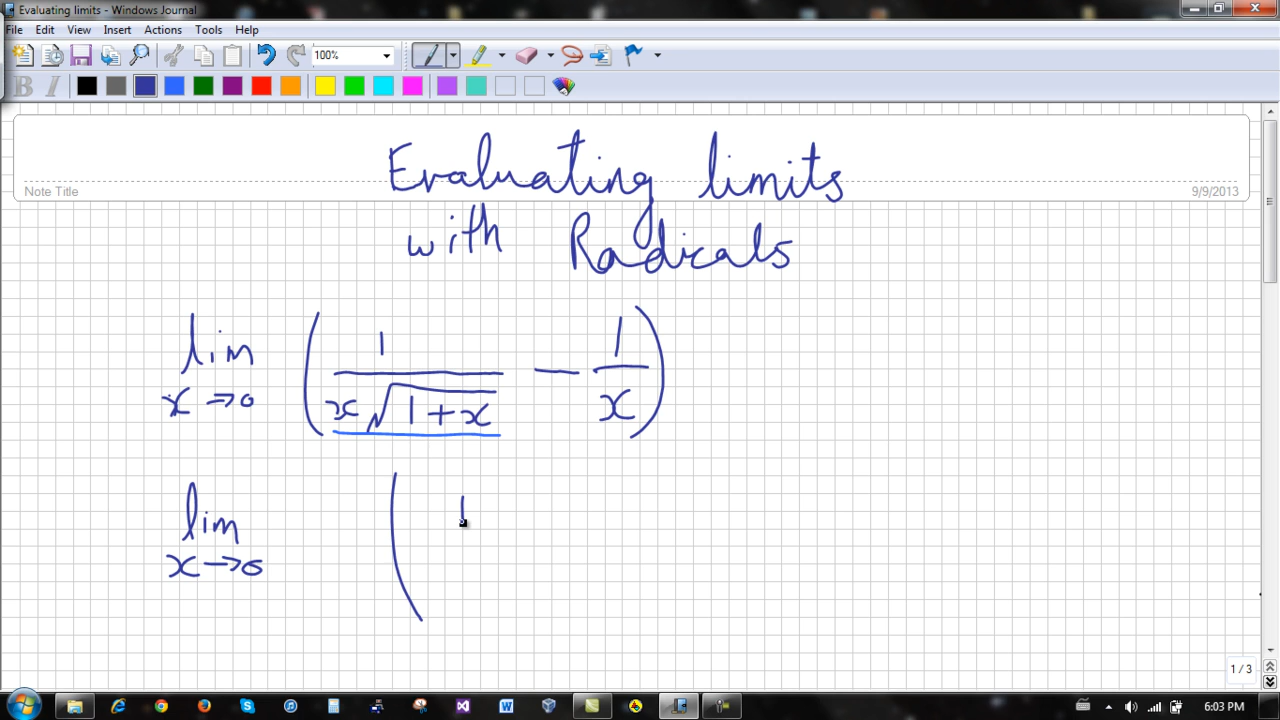 Evaluating limits - Windows Journal
File Edit View Insert Actions Tools Help
100%
B I
Evaluating limits
Note Title
9/9/2013
with Radicals
lim x→0 ( 1/(x√(1+x)) − 1/x )
lim x→0 ( 1
1 / 3
6:03 PM